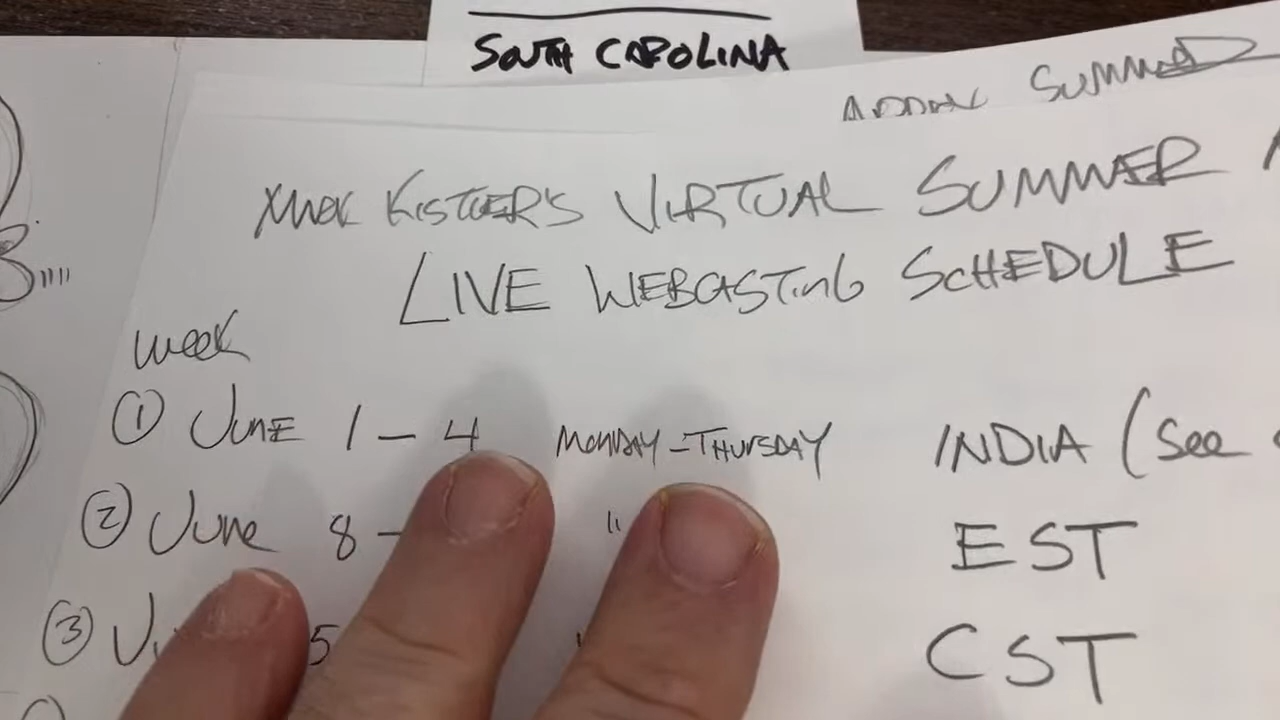 SOUTH CAROLINA
SUMMER
KISTLER'S VIRTUAL SUMMER
LIVE WEBCASTING SCHEDULE
week
① JUNE 1 – 4 MONDAY – THURSDAY INDIA (See
② June 8 – " EST
③ 5 CST